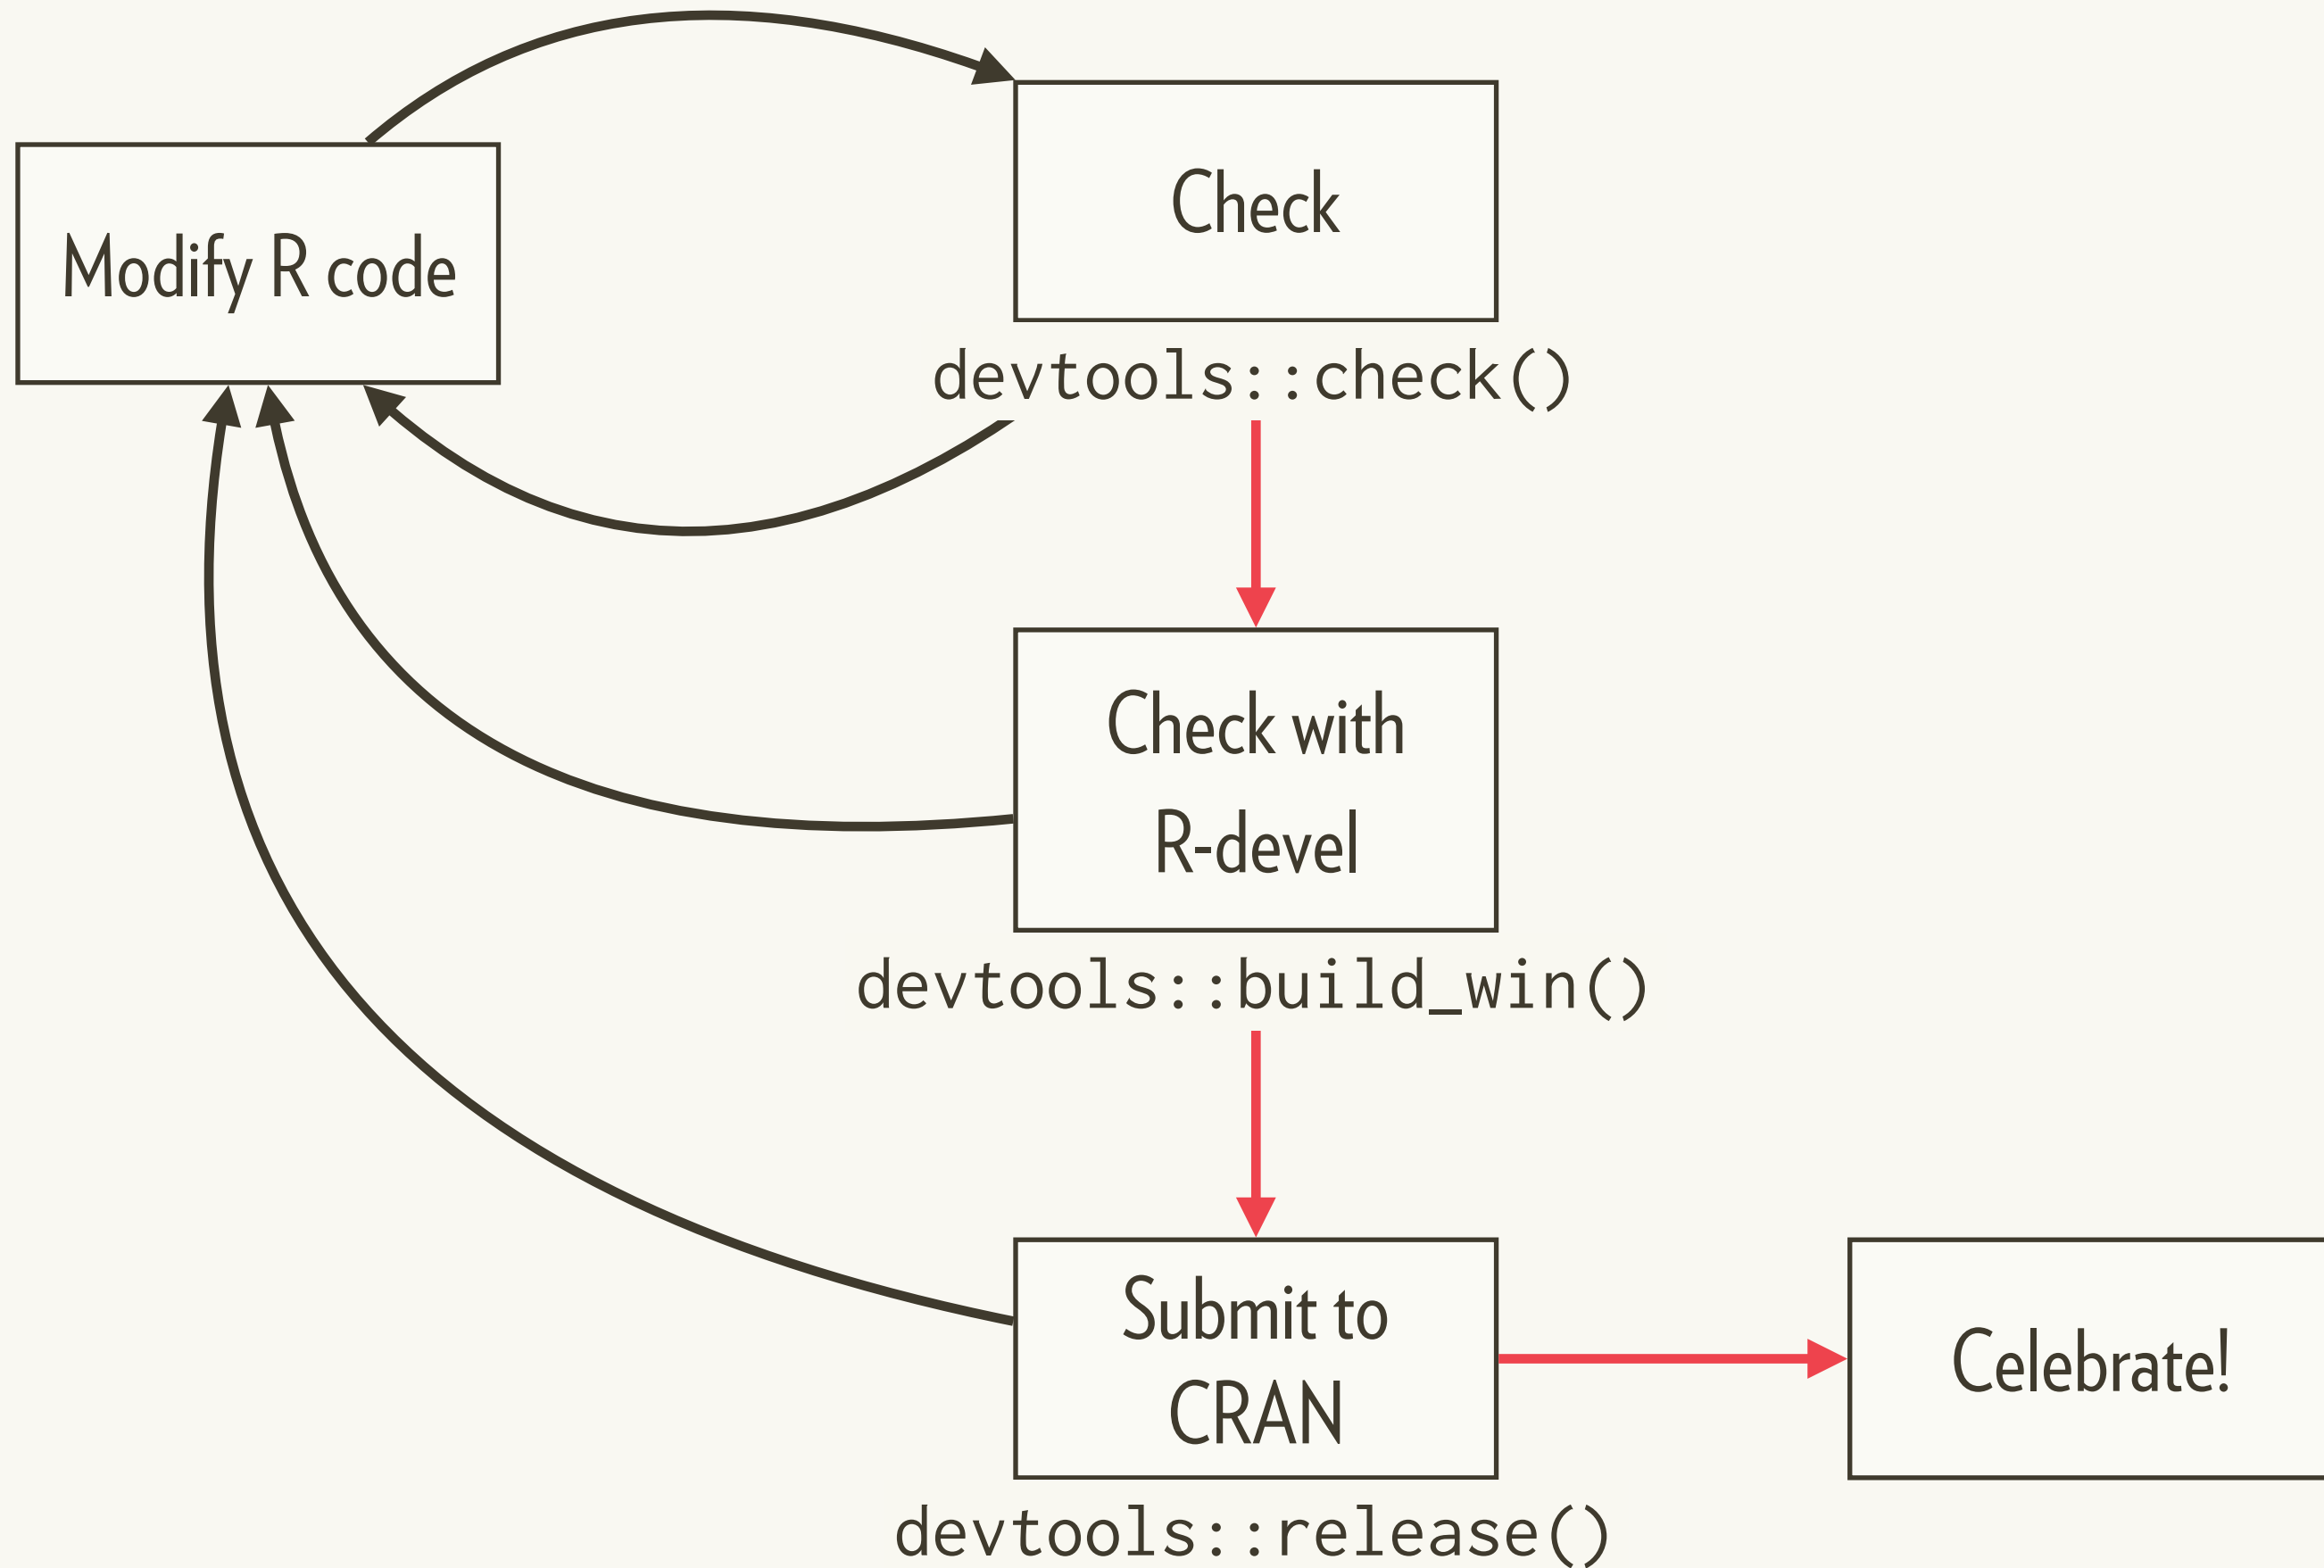 Modify R code
Check
devtools::check()
Check with
R-devel
devtools::build_win()
Submit to
CRAN
devtools::release()
Celebrate!